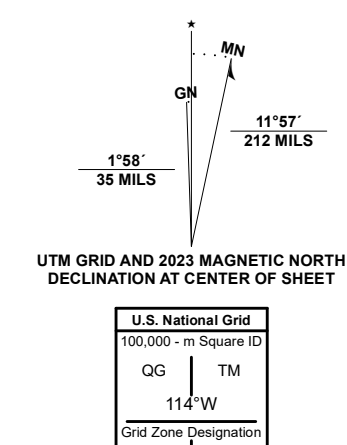 ★
MN
GN
11°57´
212 MILS
1°58´
35 MILS
UTM GRID AND 2023 MAGNETIC NORTH
DECLINATION AT CENTER OF SHEET
U.S. National Grid
100,000 - m Square ID
QG TM
114°W
Grid Zone Designation